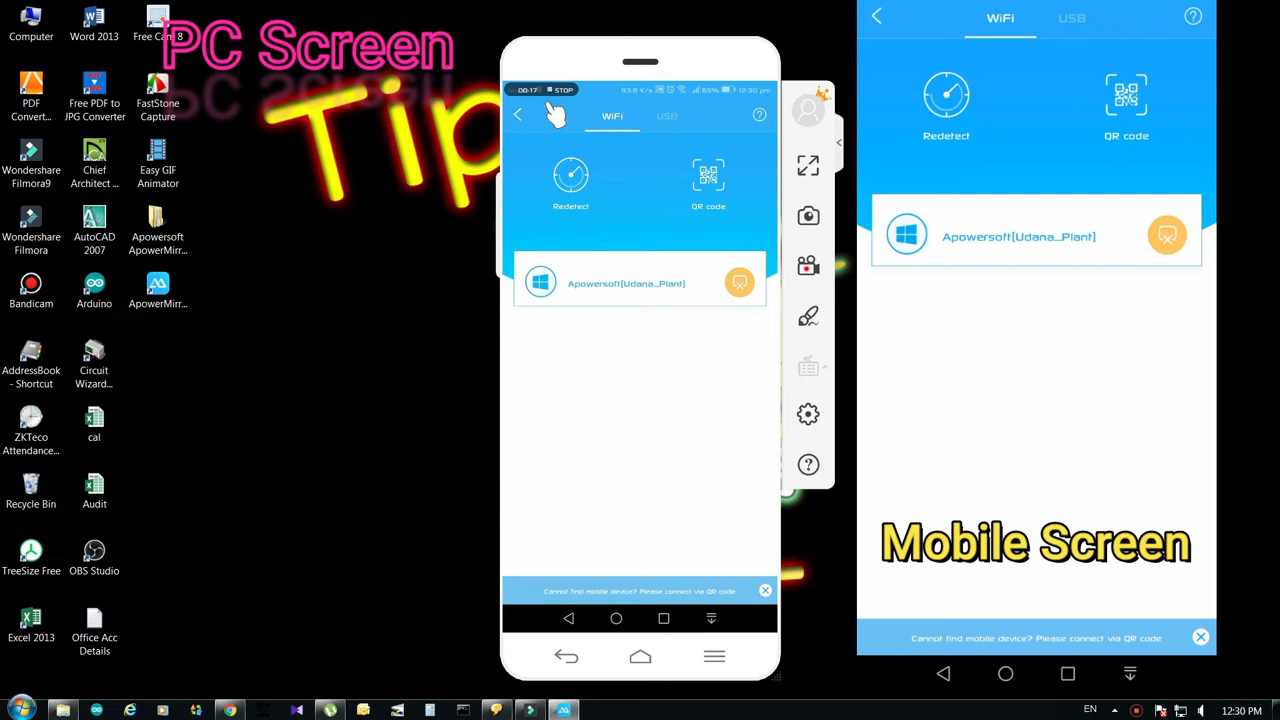 PC Screen
Tip
Computer
Word 2013
Free Cam 8
PDF
Convert...
Free PDF to
JPG Converter
FastStone
Capture
Wondershare
Filmora9
Chief
Architect ...
Easy GIF
Animator
Wondershare
Filmora
AutoCAD
2007
Apowersoft
ApowerMirr...
Bandicam
Arduino
ApowerMirr...
AddressBook
- Shortcut
Circuit
Wizard...
ZKTeco
Attendance...
cal
Recycle Bin
Audit
TreeSize Free
OBS Studio
Excel 2013
Office Acc
Details
00:17 STOP
93.8 K/s 69% 12:30 pm
WiFi USB
Redetect QR code
Apowersoft[Udana_Plant]
Cannot find mobile device? Please connect via QR code
WiFi USB
Redetect QR code
Apowersoft[Udana_Plant]
Mobile Screen
Cannot find mobile device? Please connect via QR code
EN 12:30 PM